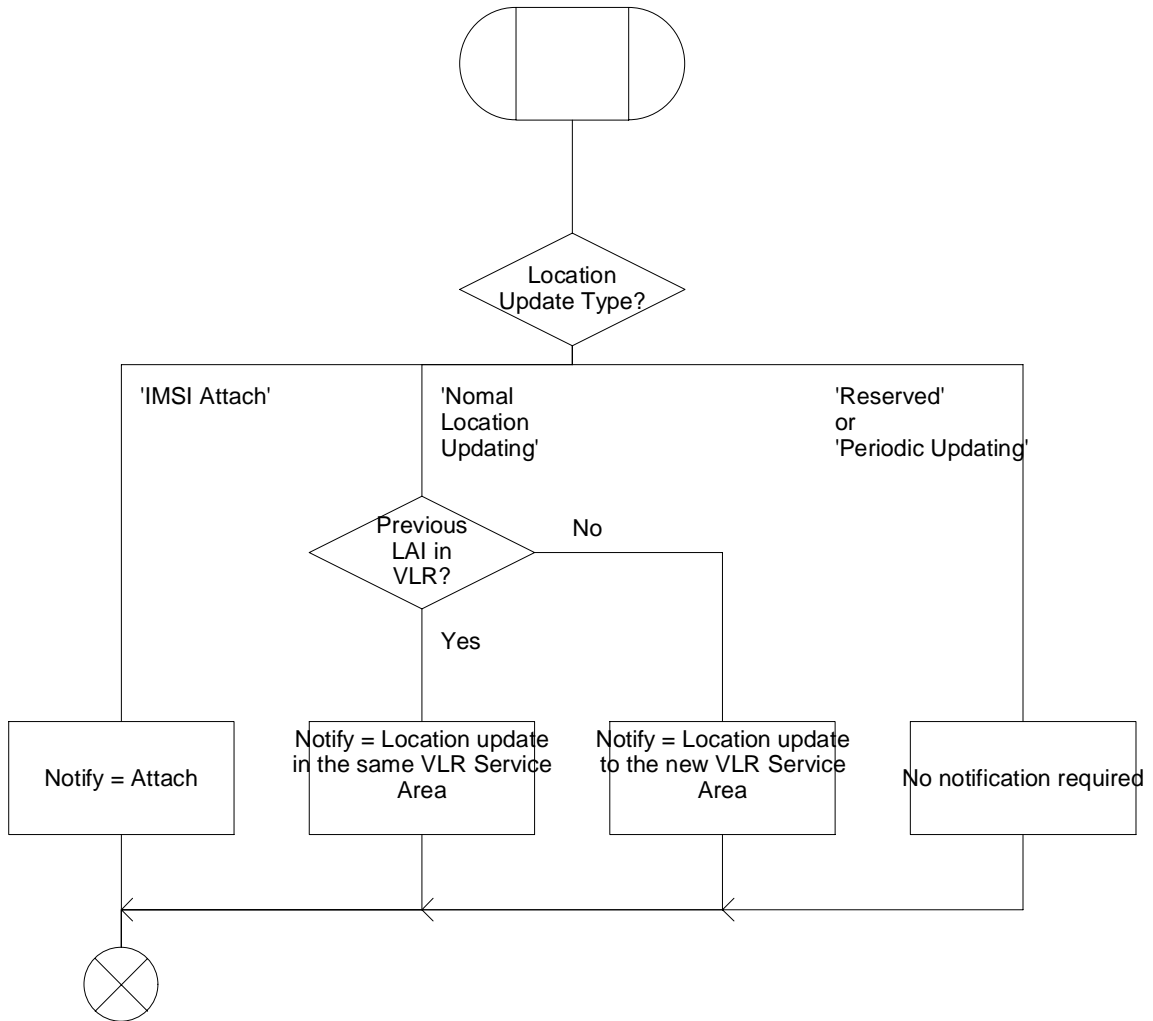 Location
Update Type?
'IMSI Attach'
'Nomal
Location
Updating'
'Reserved'
or
'Periodic Updating'
Previous
LAI in
VLR?
No
Yes
Notify = Attach
Notify = Location update
in the same VLR Service
Area
Notify = Location update
to the new VLR Service
Area
No notification required